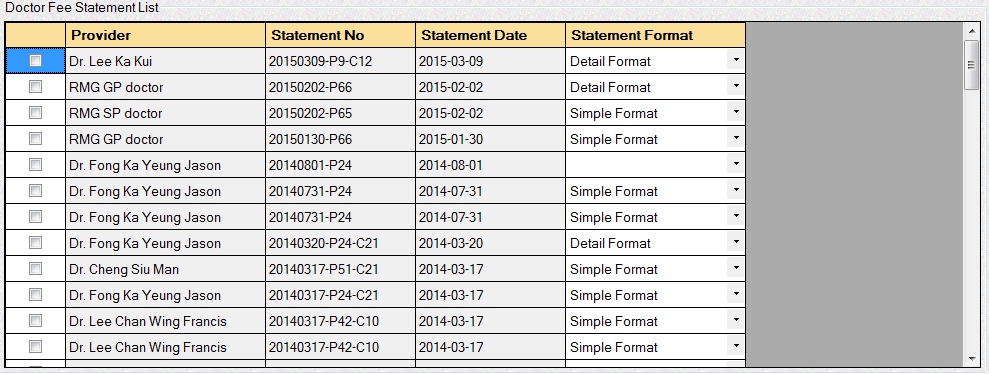 Doctor Fee Statement List
Provider Statement No Statement Date Statement Format
Dr. Lee Ka Kui 20150309-P9-C12 2015-03-09 Detail Format
RMG GP doctor 20150202-P66 2015-02-02 Detail Format
RMG SP doctor 20150202-P65 2015-02-02 Simple Format
RMG GP doctor 20150130-P66 2015-01-30 Simple Format
Dr. Fong Ka Yeung Jason 20140801-P24 2014-08-01
Dr. Fong Ka Yeung Jason 20140731-P24 2014-07-31 Simple Format
Dr. Fong Ka Yeung Jason 20140731-P24 2014-07-31 Simple Format
Dr. Fong Ka Yeung Jason 20140320-P24-C21 2014-03-20 Detail Format
Dr. Cheng Siu Man 20140317-P51-C21 2014-03-17 Simple Format
Dr. Fong Ka Yeung Jason 20140317-P24-C21 2014-03-17 Simple Format
Dr. Lee Chan Wing Francis 20140317-P42-C10 2014-03-17 Simple Format
Dr. Lee Chan Wing Francis 20140317-P42-C10 2014-03-17 Simple Format